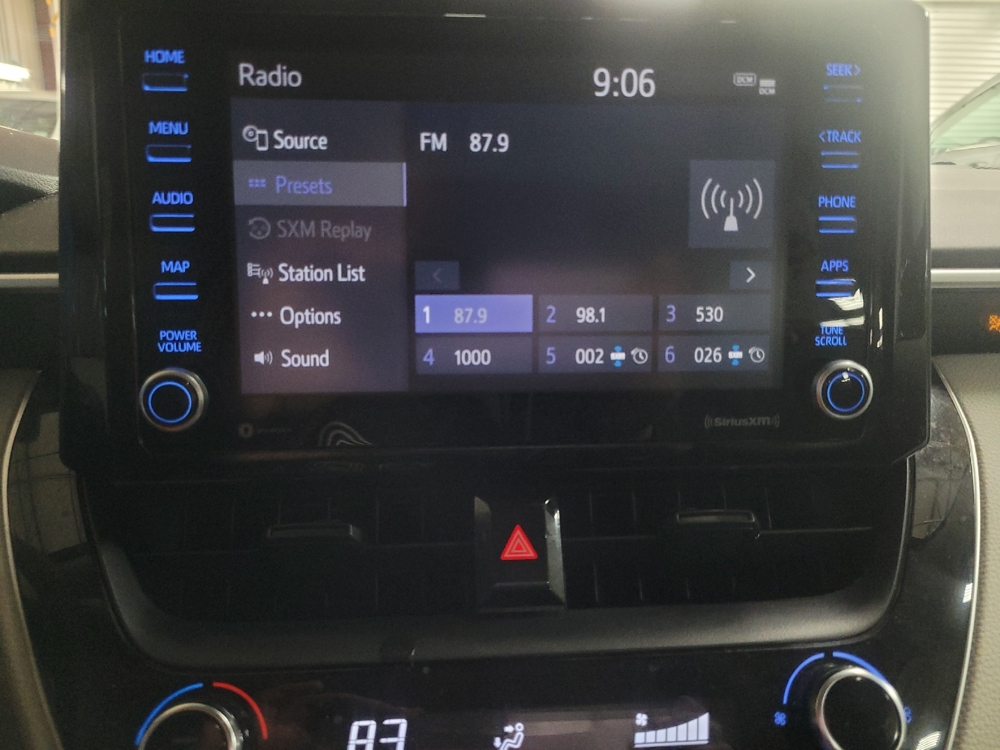 HOME
Radio
9:06
DCM
DCM
SEEK>
MENU
<TRACK
Source
FM 87.9
Presets
AUDIO
PHONE
SXM Replay
MAP
APPS
Station List
< >
POWER
VOLUME
TUNE
SCROLL
Options
1 87.9
2 98.1
3 530
Sound
4 1000
5 002
6 026
SiriusXM
83